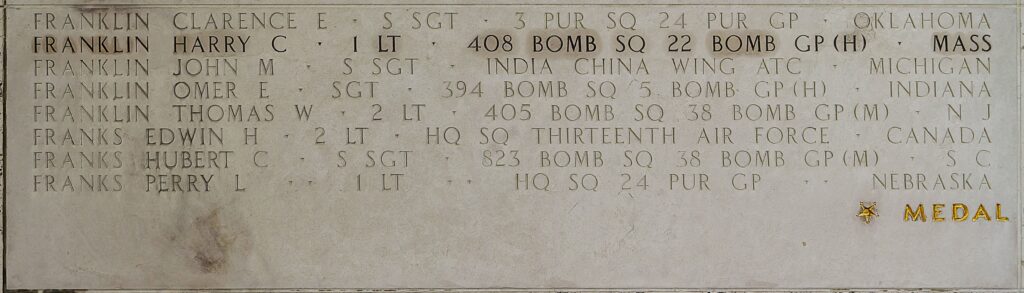 FRANKLIN CLARENCE E · S SGT · 3 PUR SQ 24 PUR GP · OKLAHOMA
FRANKLIN HARRY C · 1 LT · 408 BOMB SQ 22 BOMB GP (H) · MASS
FRANKLIN JOHN M · S SGT · INDIA CHINA WING ATC · MICHIGAN
FRANKLIN OMER E · SGT · 394 BOMB SQ 5 BOMB GP (H) · INDIANA
FRANKLIN THOMAS W · 2 LT · 405 BOMB SQ 38 BOMB GP (M) · N J
FRANKS EDWIN H · 2 LT · HQ SQ THIRTEENTH AIR FORCE · CANADA
FRANKS HUBERT C · S SGT · 823 BOMB SQ 38 BOMB GP (M) · S C
FRANKS PERRY L · · 1 LT · · HQ SQ 24 PUR GP · · NEBRASKA
MEDAL